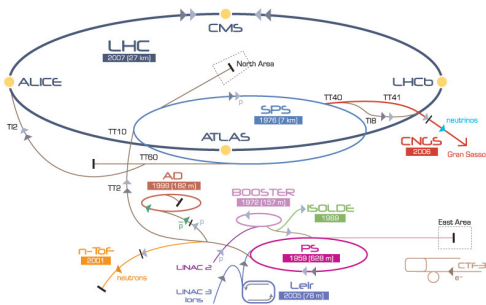 CMS
LHC
2007 (27 km)
North Area
ALICE
LHCb
TT40
TT41
SPS
TI8
TI2
TT10
1976 (7 km)
neutrinos
ATLAS
CNGS
2006
Gran Sasso
TT60
AD
TT2
1999 (182 m)
BOOSTER
1972 (157 m)
ISOLDE
1989
East Area
n-ToF
2001
PS
1959 (628 m)
CTF-3
e-
neutrons
LINAC 2
LINAC 3
Ions
LeIr
2005 (78 m)
p
p
p
p